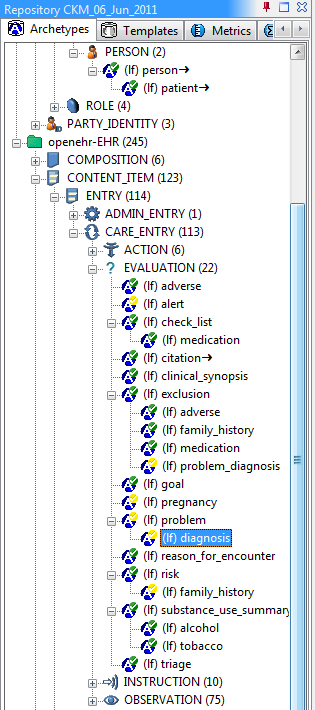 Repository CKM_06_Jun_2011
Archetypes
Templates
Metrics
PERSON (2)
(lf) person→
(lf) patient→
ROLE (4)
PARTY_IDENTITY (3)
openehr-EHR (245)
COMPOSITION (6)
CONTENT_ITEM (123)
ENTRY (114)
ADMIN_ENTRY (1)
CARE_ENTRY (113)
ACTION (6)
EVALUATION (22)
(lf) adverse
(lf) alert
(lf) check_list
(lf) medication
(lf) citation→
(lf) clinical_synopsis
(lf) exclusion
(lf) adverse
(lf) family_history
(lf) medication
(lf) problem_diagnosis
(lf) goal
(lf) pregnancy
(lf) problem
(lf) diagnosis
(lf) reason_for_encounter
(lf) risk
(lf) family_history
(lf) substance_use_summary
(lf) alcohol
(lf) tobacco
(lf) triage
INSTRUCTION (10)
OBSERVATION (75)